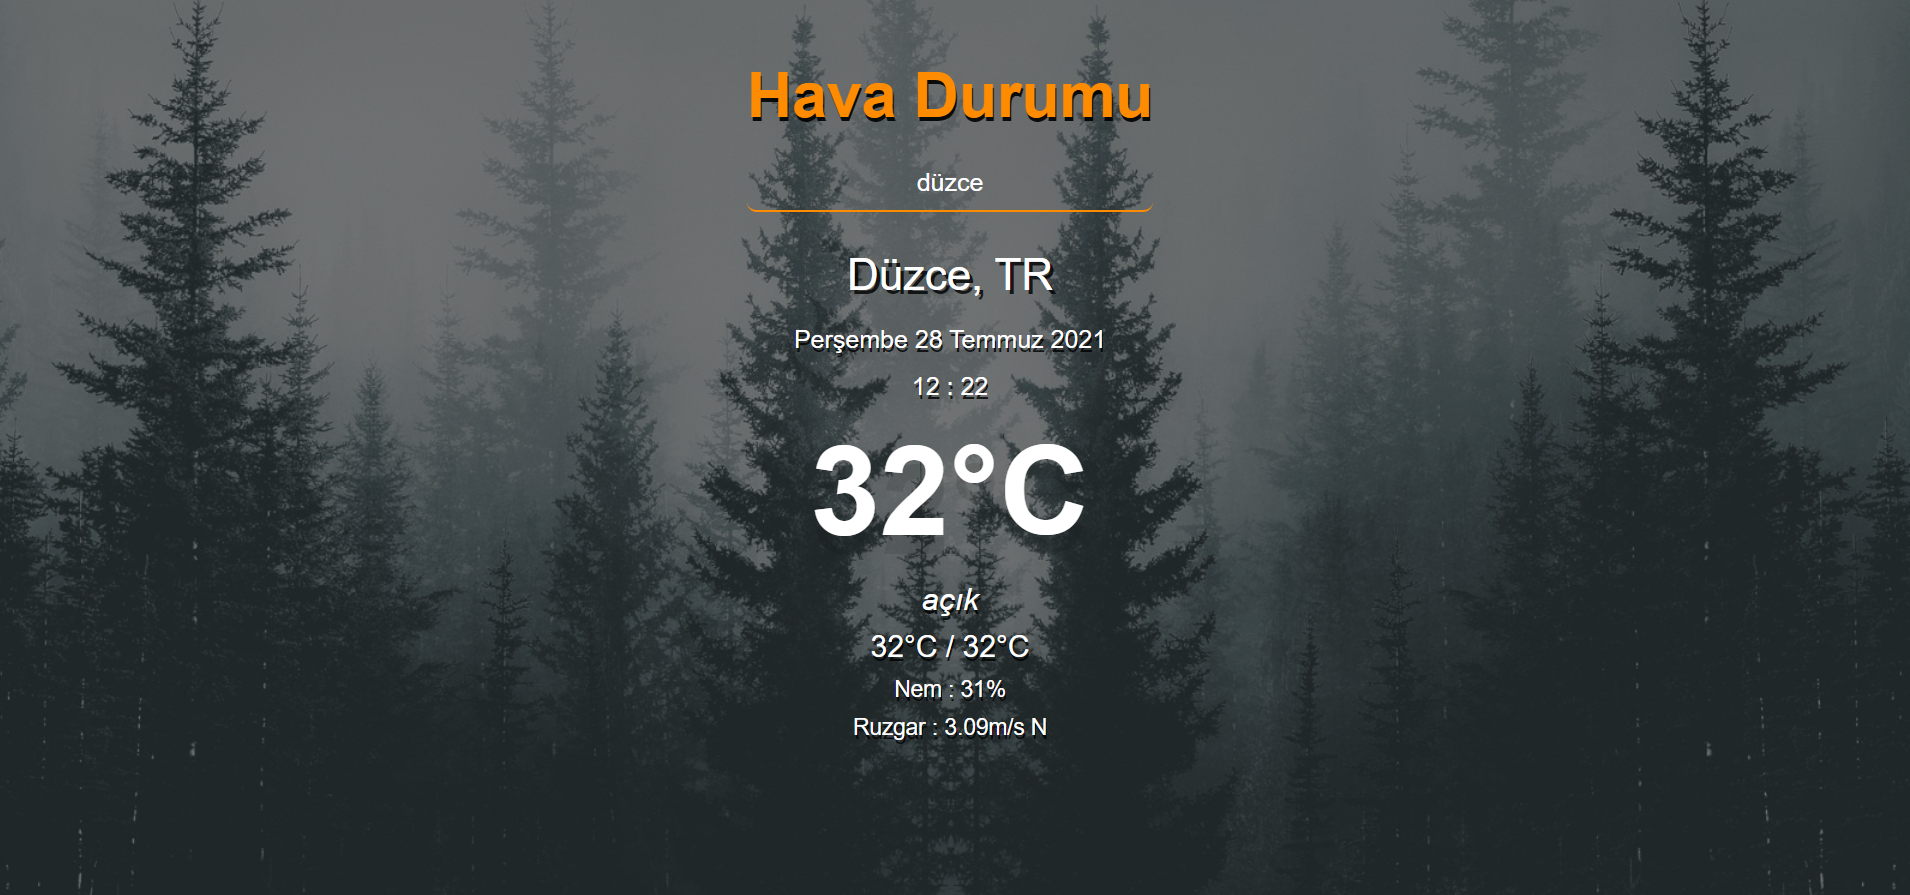 Hava Durumu
düzce
Düzce, TR
Perşembe 28 Temmuz 2021
12 : 22
32°C
açık
32°C / 32°C
Nem : 31%
Ruzgar : 3.09m/s N